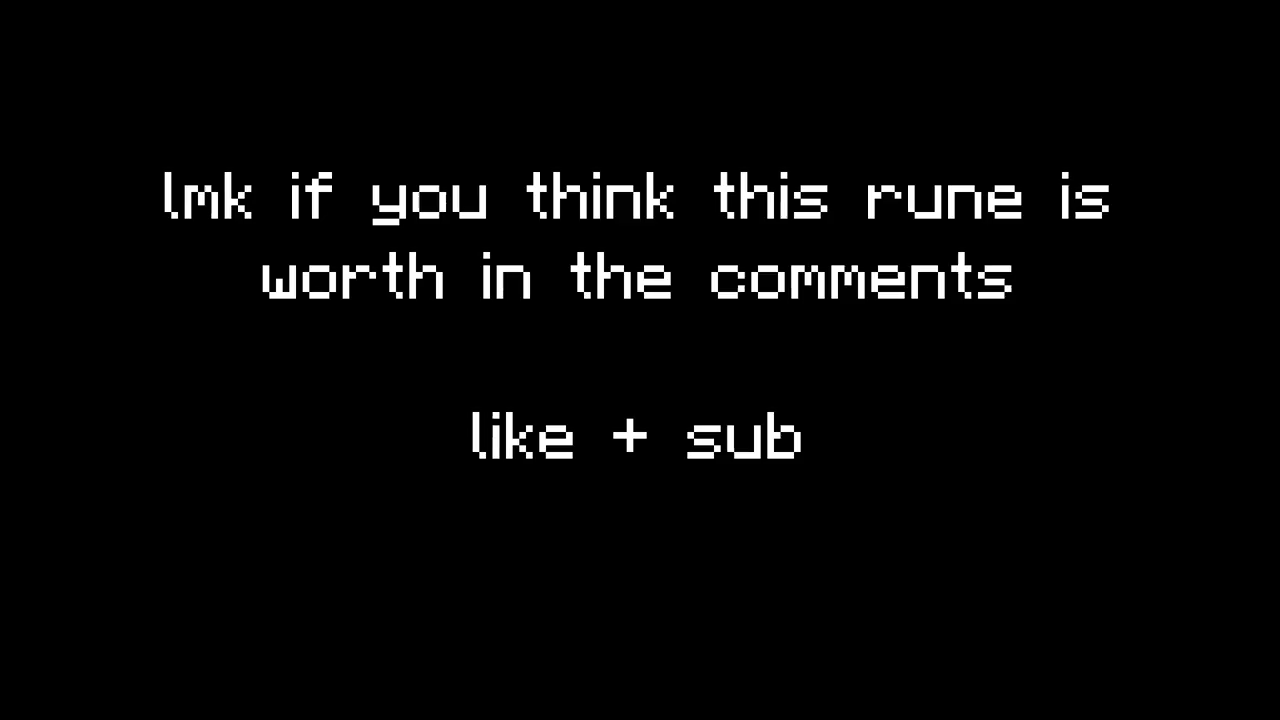 lmk if you think this rune is
worth in the comments
like + sub